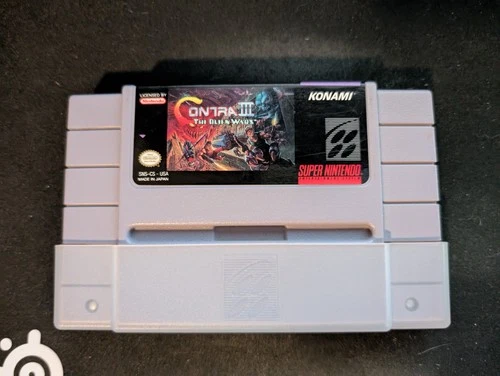 LICENSED BY
Nintendo
CONTRA III
THE ALIEN WARS
KONAMI
SNS-CS-USA
MADE IN JAPAN
SUPER NINTENDO